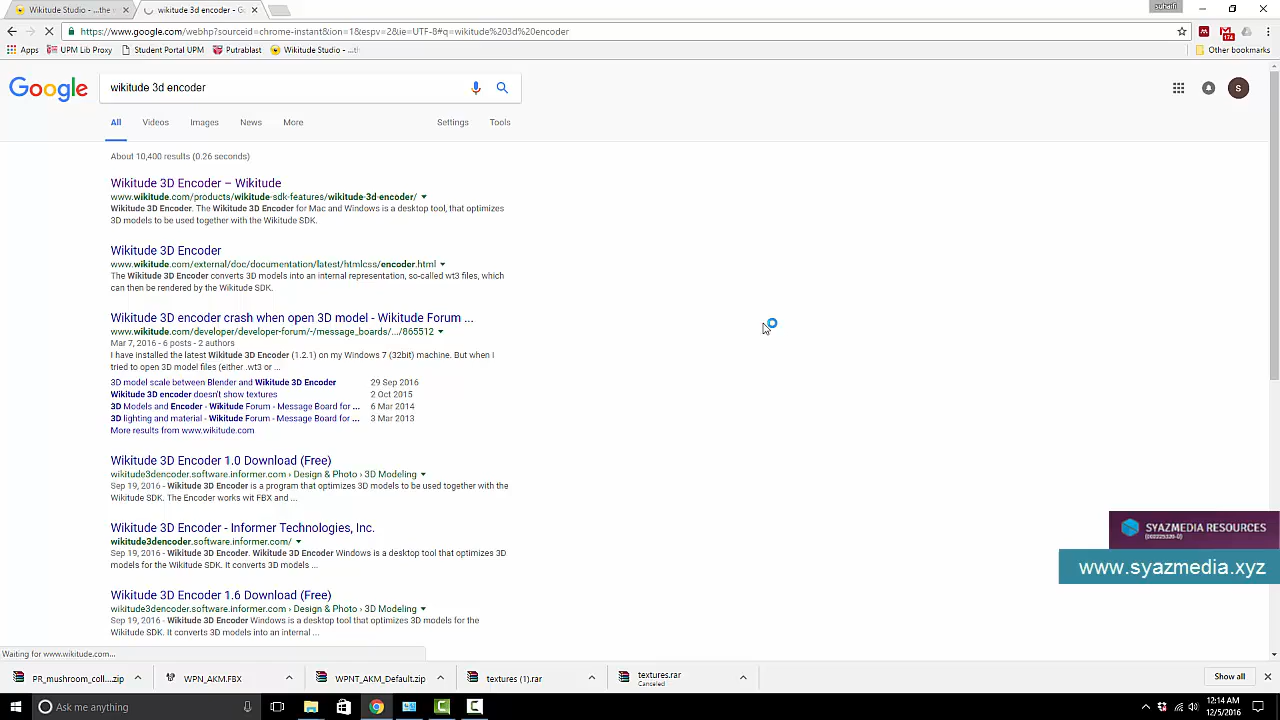 suhaifi
Wikitude Studio - ...the w
wikitude 3d encoder - G
https://www.google.com/webhp?sourceid=chrome-instant&ion=1&espv=2&ie=UTF-8#q=wikitude%203d%20encoder
174
Apps
UPM Lib Proxy
Student Portal UPM
Putrablast
Wikitude Studio - ...th
Other bookmarks
Google
wikitude 3d encoder
S
All
Videos
Images
News
More
Settings
Tools
About 10,400 results (0.26 seconds)
Wikitude 3D Encoder – Wikitude
www.wikitude.com/products/wikitude-sdk-features/wikitude-3d-encoder/
Wikitude 3D Encoder. The Wikitude 3D Encoder for Mac and Windows is a desktop tool, that optimizes
3D models to be used together with the Wikitude SDK.
Wikitude 3D Encoder
www.wikitude.com/external/doc/documentation/latest/htmlcss/encoder.html
The Wikitude 3D Encoder converts 3D models into an internal representation, so-called wt3 files, which
can then be rendered by the Wikitude SDK.
Wikitude 3D encoder crash when open 3D model - Wikitude Forum ...
www.wikitude.com/developer/developer-forum/-/message_boards/.../865512
Mar 7, 2016 - 6 posts - 2 authors
I have installed the latest Wikitude 3D Encoder (1.2.1) on my Windows 7 (32bit) machine. But when I
tried to open 3D model files (either .wt3 or ...
3D model scale between Blender and Wikitude 3D Encoder 29 Sep 2016
Wikitude 3D encoder doesn't show textures 2 Oct 2015
3D Models and Encoder - Wikitude Forum - Message Board for ... 6 Mar 2014
3D lighting and material - Wikitude Forum - Message Board for ... 3 Mar 2013
More results from www.wikitude.com
Wikitude 3D Encoder 1.0 Download (Free)
wikitude3dencoder.software.informer.com › Design & Photo › 3D Modeling
Sep 19, 2016 - Wikitude 3D Encoder is a program that optimizes 3D models to be used together with the
Wikitude SDK. The Encoder works wit FBX and ...
Wikitude 3D Encoder - Informer Technologies, Inc.
wikitude3dencoder.software.informer.com/
Sep 19, 2016 - Wikitude 3D Encoder. Wikitude 3D Encoder Windows is a desktop tool that optimizes 3D
models for the Wikitude SDK. It converts 3D models ...
Wikitude 3D Encoder 1.6 Download (Free)
wikitude3dencoder.software.informer.com › Design & Photo › 3D Modeling
Sep 19, 2016 - Wikitude 3D Encoder Windows is a desktop tool that optimizes 3D models for the
Wikitude SDK. It converts 3D models into an internal ...
SYAZMEDIA RESOURCES
www.syazmedia.xyz
Waiting for www.wikitude.com...
PR_mushroom_coll....zip
WPN_AKM.FBX
WPNT_AKM_Default.zip
textures (1).rar
textures.rar
Canceled
Show all
Ask me anything
12:14 AM
12/5/2016